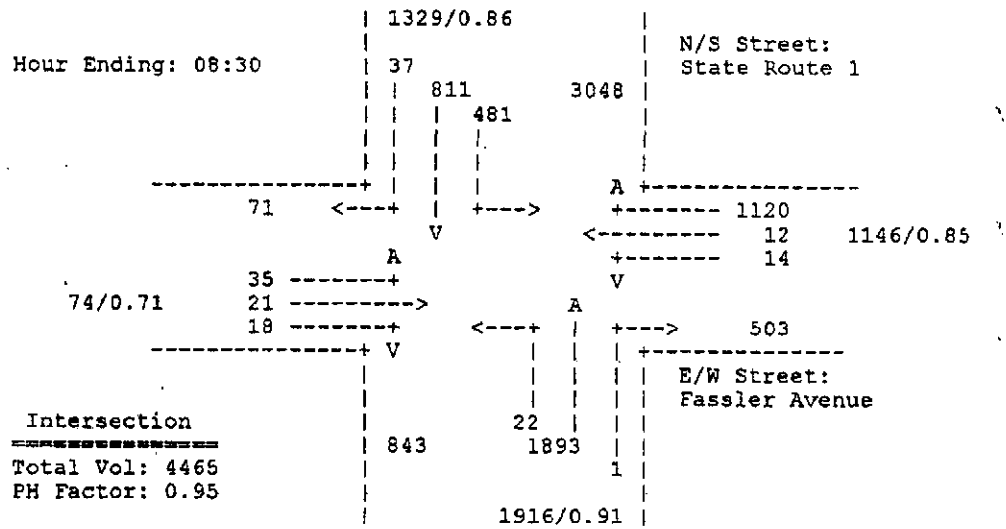 1329/0.86
N/S Street:
Hour Ending: 08:30 37 State Route 1
811 3048
481
A
71 <----+ +---> +------- 1120
V <-------- 12 1146/0.85
A +------- 14
35 --------+ V
74/0.71 21 ---------->
18 --------+ <----+ A +---> 503
V
E/W Street:
Fassler Avenue
Intersection 22
================ 843 1893
Total Vol: 4465 1
PH Factor: 0.95
1916/0.91